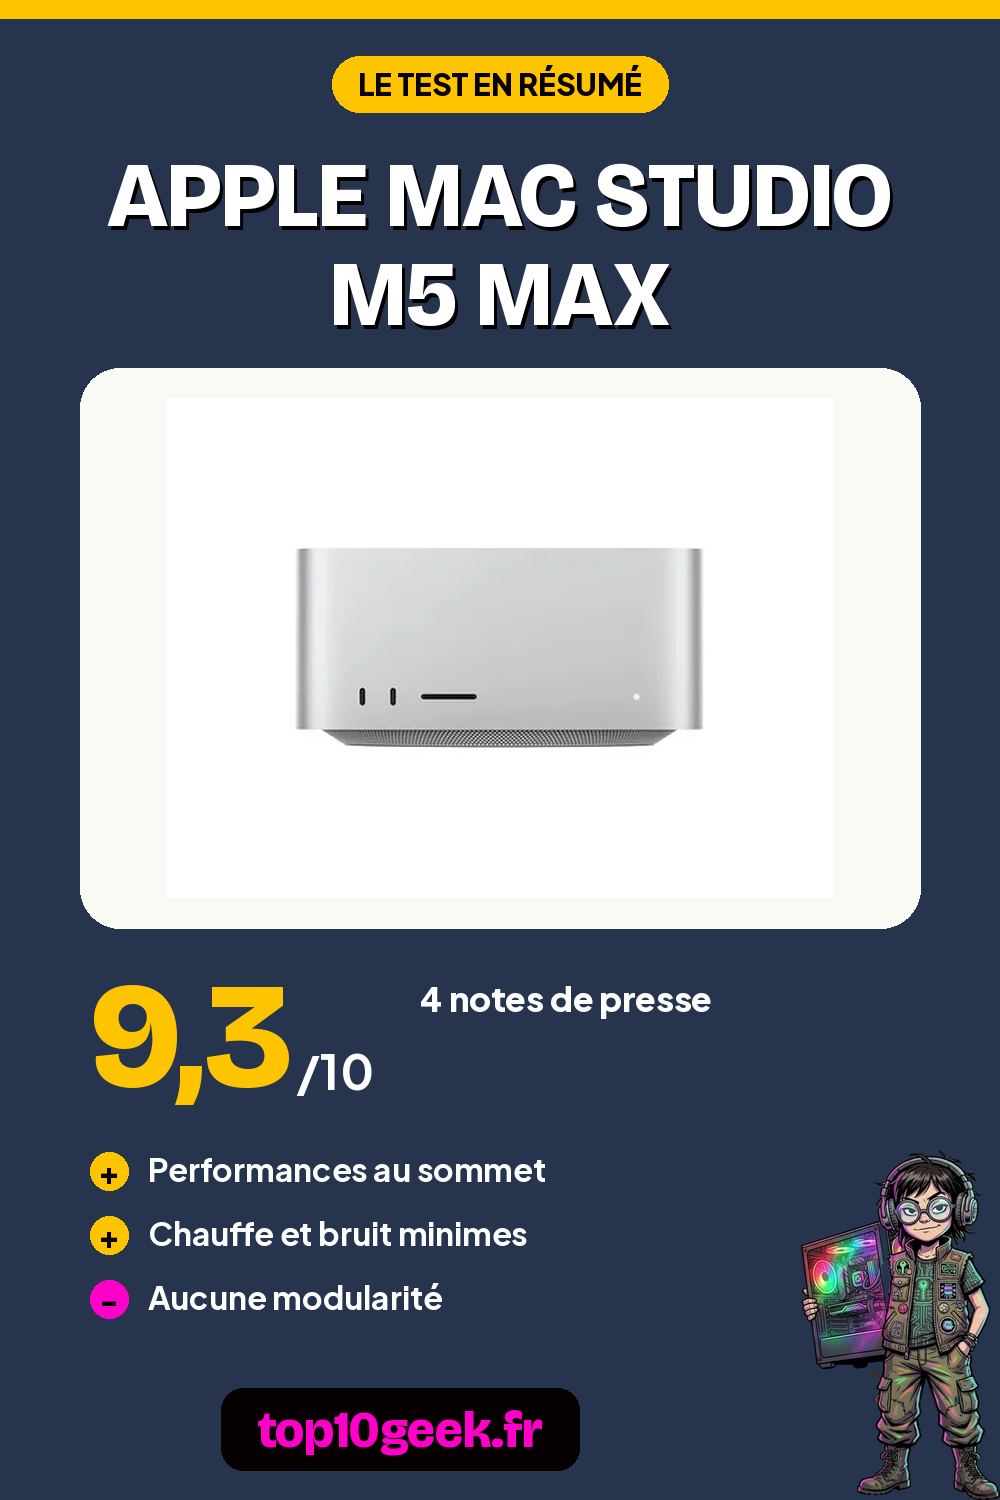 LE TEST EN RÉSUMÉ
APPLE MAC STUDIO
M5 MAX
9,3/10
4 notes de presse
+ Performances au sommet
+ Chauffe et bruit minimes
- Aucune modularité
top10geek.fr